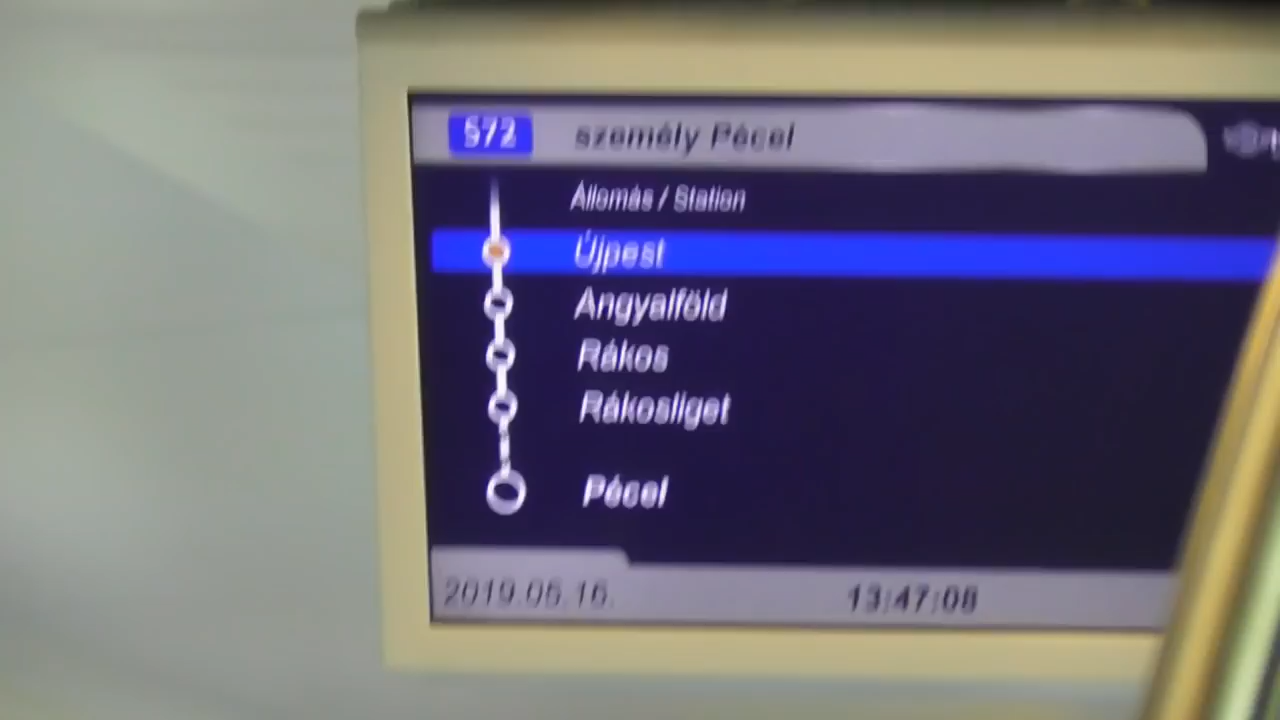 S72 személy Pécel
Állomás / Station
Újpest
Angyalföld
Rákos
Rákosliget
Pécel
2019.05.16. 13:47:08